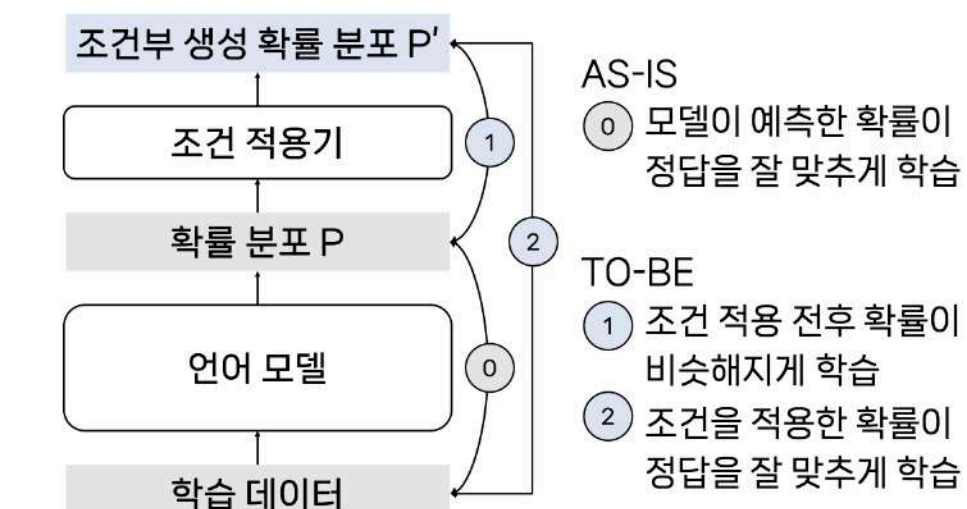 조건부 생성 확률 분포 P'
조건 적용기
1
확률 분포 P
2
언어 모델
0
학습 데이터
AS-IS
0 모델이 예측한 확률이
정답을 잘 맞추게 학습
TO-BE
1 조건 적용 전후 확률이
비슷해지게 학습
2 조건을 적용한 확률이
정답을 잘 맞추게 학습